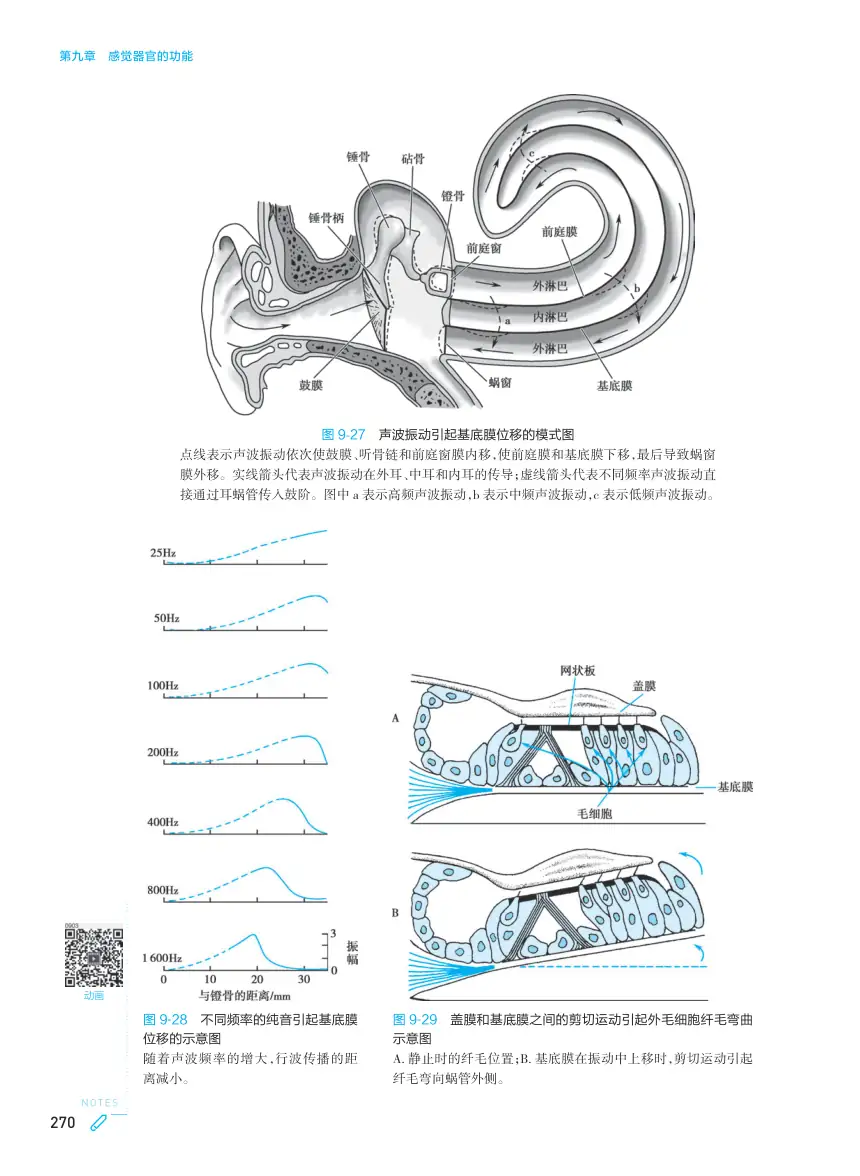 第九章 感觉器官的功能
锤骨
砧骨
镫骨
锤骨柄
前庭窗
前庭膜
外淋巴
内淋巴
外淋巴
a
b
c
鼓膜
蜗窗
基底膜
图 9-27 声波振动引起基底膜位移的模式图
点线表示声波振动依次使鼓膜、听骨链和前庭窗膜内移,使前庭膜和基底膜下移,最后导致蜗窗
膜外移。实线箭头代表声波振动在外耳、中耳和内耳的传导;虚线箭头代表不同频率声波振动直
接通过耳蜗管传入鼓阶。图中 a 表示高频声波振动,b 表示中频声波振动,c 表示低频声波振动。
25Hz
50Hz
100Hz
200Hz
400Hz
800Hz
1 600Hz
3
0
振幅
0 10 20 30
与镫骨的距离/mm
图 9-28 不同频率的纯音引起基底膜
位移的示意图
随着声波频率的增大,行波传播的距
离减小。
网状板
盖膜
A
基底膜
毛细胞
B
图 9-29 盖膜和基底膜之间的剪切运动引起外毛细胞纤毛弯曲
示意图
A. 静止时的纤毛位置;B. 基底膜在振动中上移时,剪切运动引起
纤毛弯向蜗管外侧。
0903
动画
NOTES
270